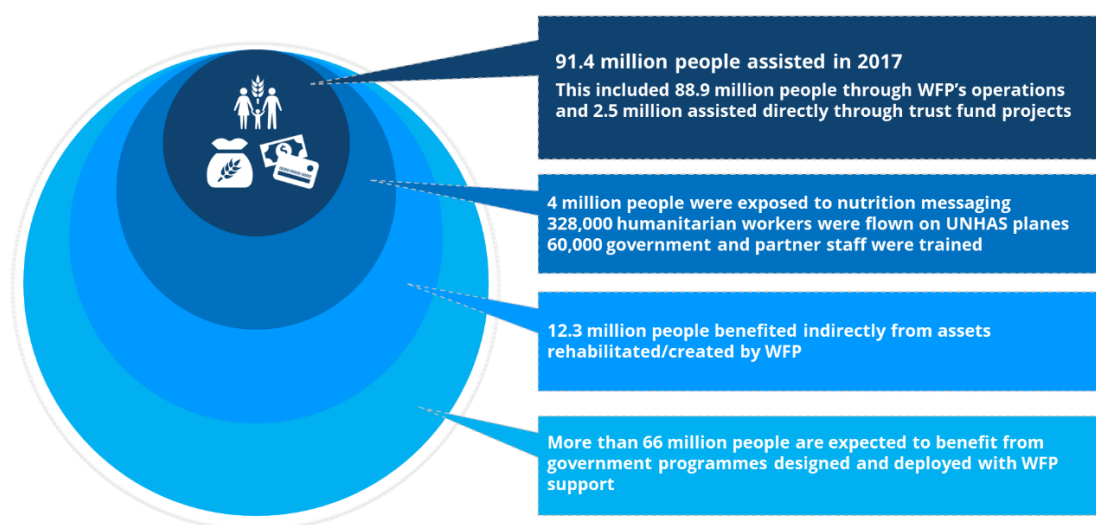 91.4 million people assisted in 2017
This included 88.9 million people through WFP's operations
and 2.5 million assisted directly through trust fund projects
4 million people were exposed to nutrition messaging
328,000 humanitarian workers were flown on UNHAS planes
60,000 government and partner staff were trained
12.3 million people benefited indirectly from assets
rehabilitated/created by WFP
More than 66 million people are expected to benefit from
government programmes designed and deployed with WFP
support